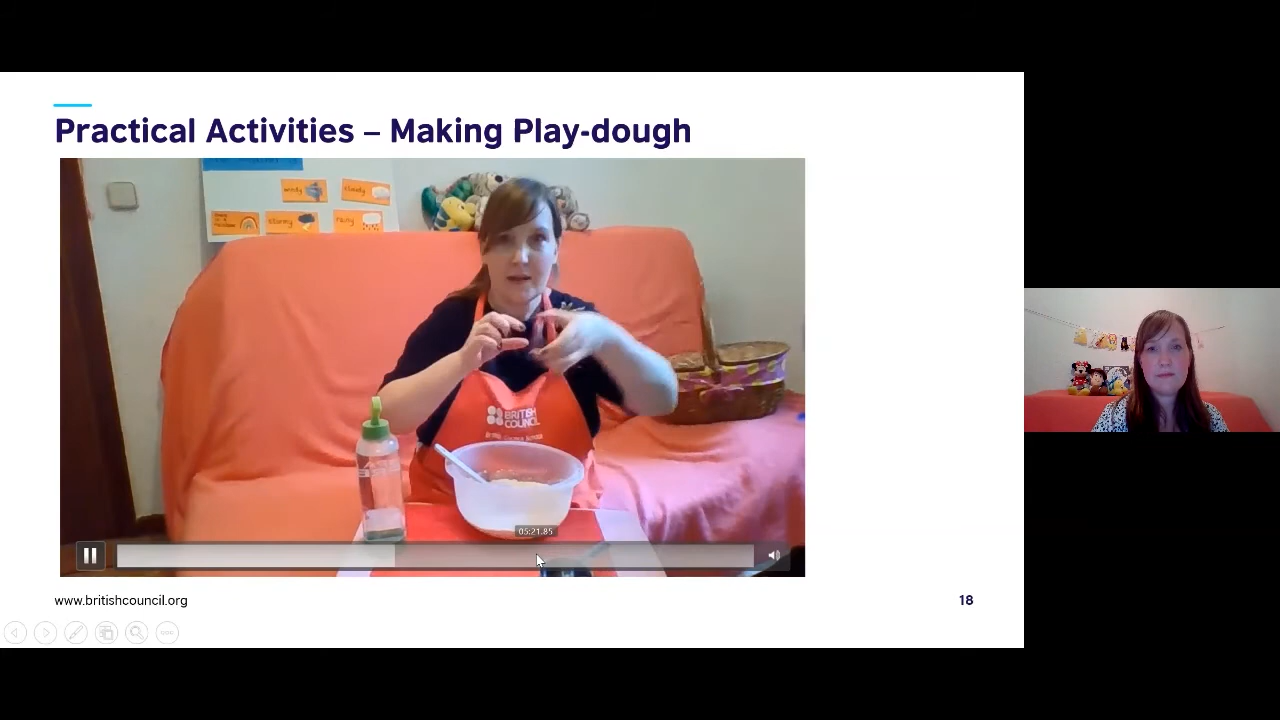 Practical Activities – Making Play-dough
windy
cloudy
stormy
rainy
BRITISH
COUNCIL
05:21.85
www.britishcouncil.org
18